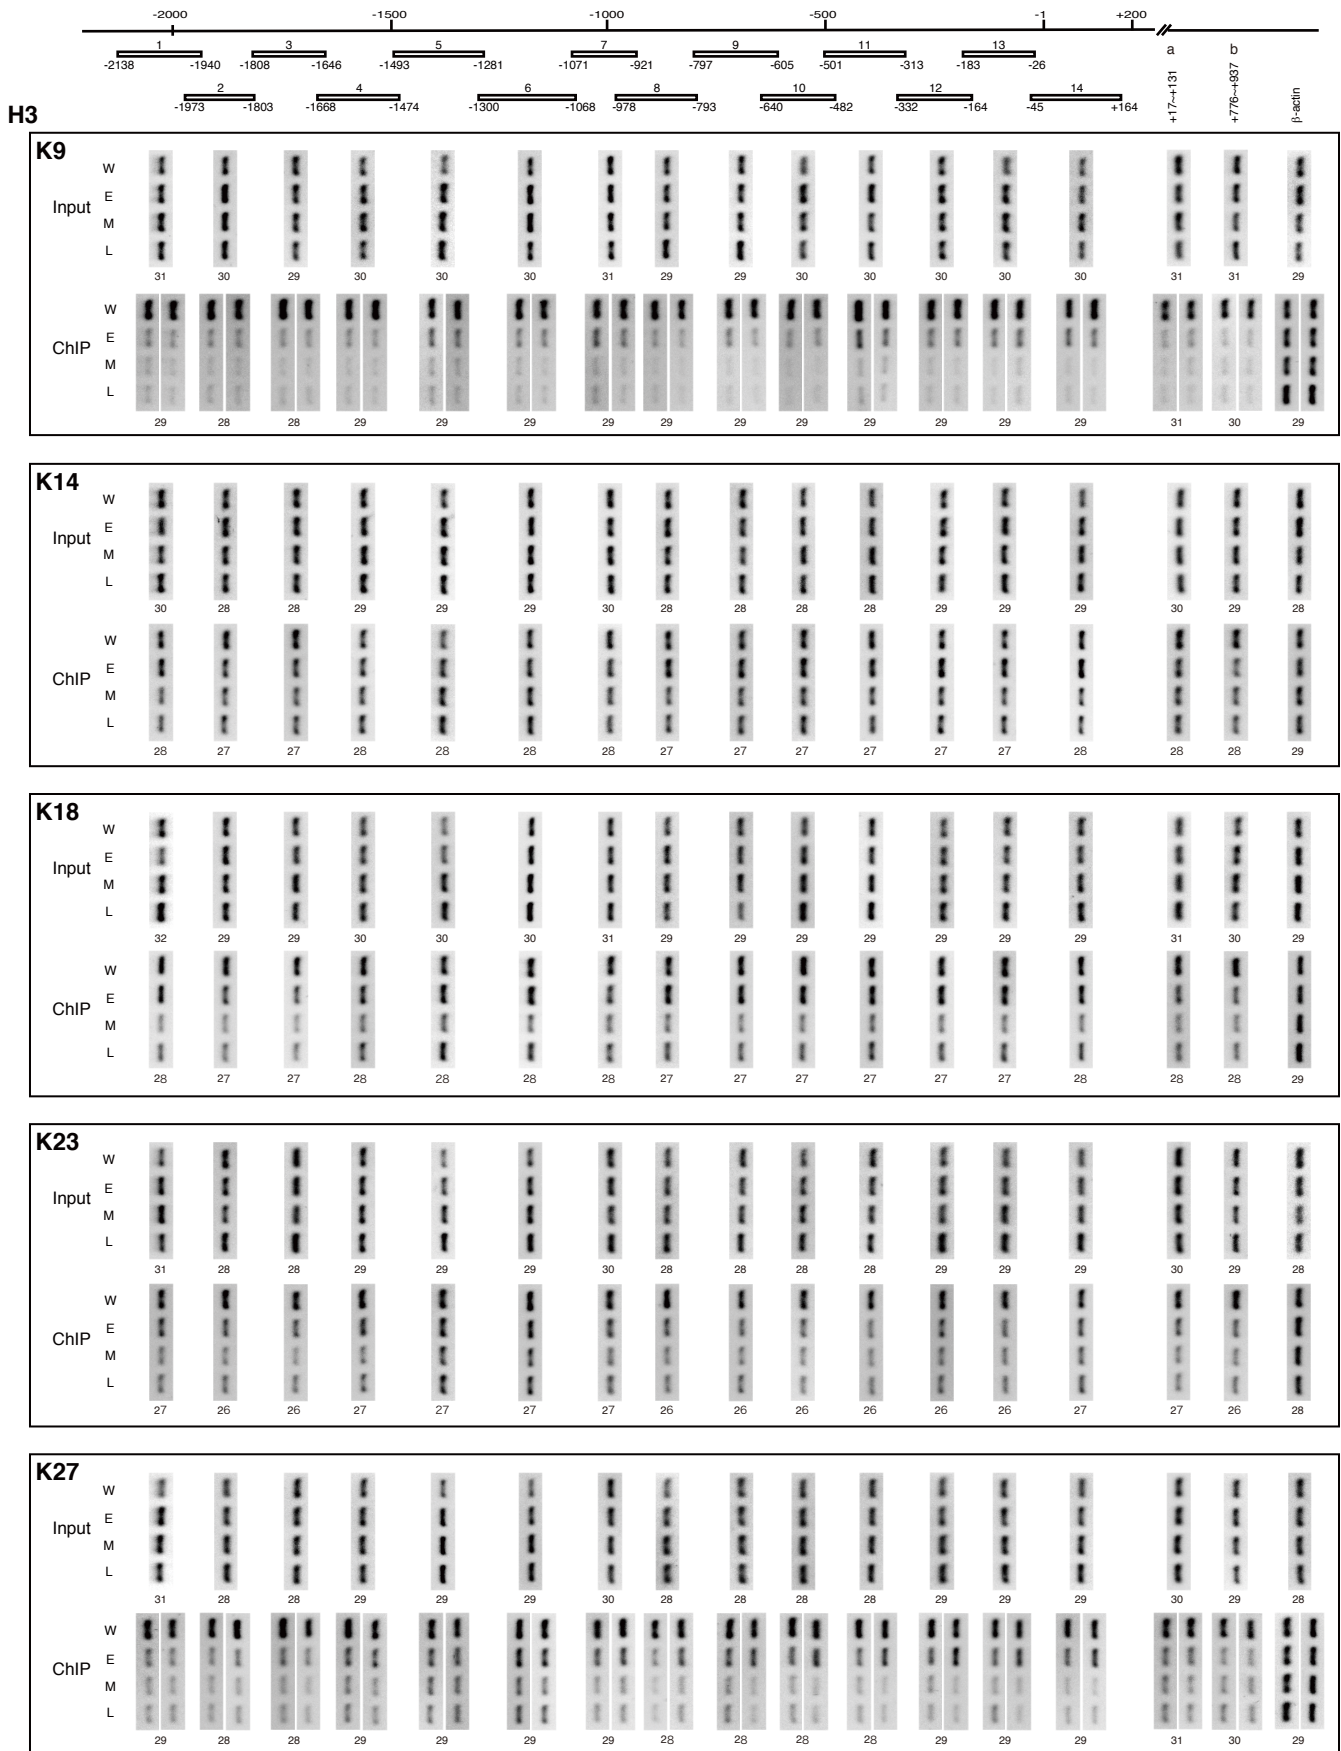 -2000 -1500 -1000 -500 -1 +200
1 3 5 7 9 11 13 a b
-2138 -1940 -1808 -1646 -1493 -1281 -1071 -921 -797 -605 -501 -313 -183 -26
2 4 6 8 10 12 14
-1973 -1803 -1668 -1474 -1300 -1068 -978 -793 -640 -482 -332 -164 -45 +164
+17~+131 +776~+937 β-actin
H3
K9
W
E
Input
M
L
31 30 29 30 30 30 31 29 29 30 30 30 30 30 31 31 29
W
E
ChIP
M
L
29 28 28 29 29 29 29 29 29 29 29 29 29 29 31 30 29
K14
W
E
Input
M
L
30 28 28 29 29 29 30 28 28 28 28 29 29 29 30 29 28
W
E
ChIP
M
L
28 27 27 28 28 28 28 27 27 27 27 27 27 28 28 28 29
K18
W
E
Input
M
L
32 29 29 30 30 30 31 29 29 29 29 29 29 29 31 30 29
W
E
ChIP
M
L
28 27 27 28 28 28 28 27 27 27 27 27 27 28 28 28 29
K23
W
E
Input
M
L
31 28 28 29 29 29 30 28 28 28 28 29 29 29 30 29 28
W
E
ChIP
M
L
27 26 26 27 27 27 27 26 26 26 26 26 26 27 27 26 28
K27
W
E
Input
M
L
31 28 28 29 29 29 30 28 28 28 28 29 29 29 30 29 28
W
E
ChIP
M
L
29 28 28 29 29 29 29 28 28 28 28 29 29 29 31 30 29